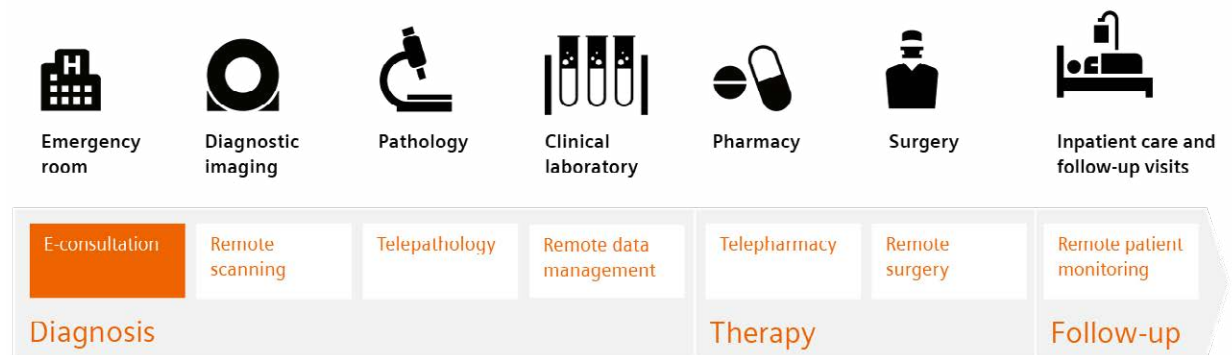 H
Emergency
room
Diagnostic
imaging
Pathology
Clinical
laboratory
Pharmacy
Surgery
Inpatient care and
follow-up visits
E-consultation
Remote
scanning
Telepathology
Remote data
management
Telepharmacy
Remote
surgery
Remote patient
monitoring
Diagnosis
Therapy
Follow-up